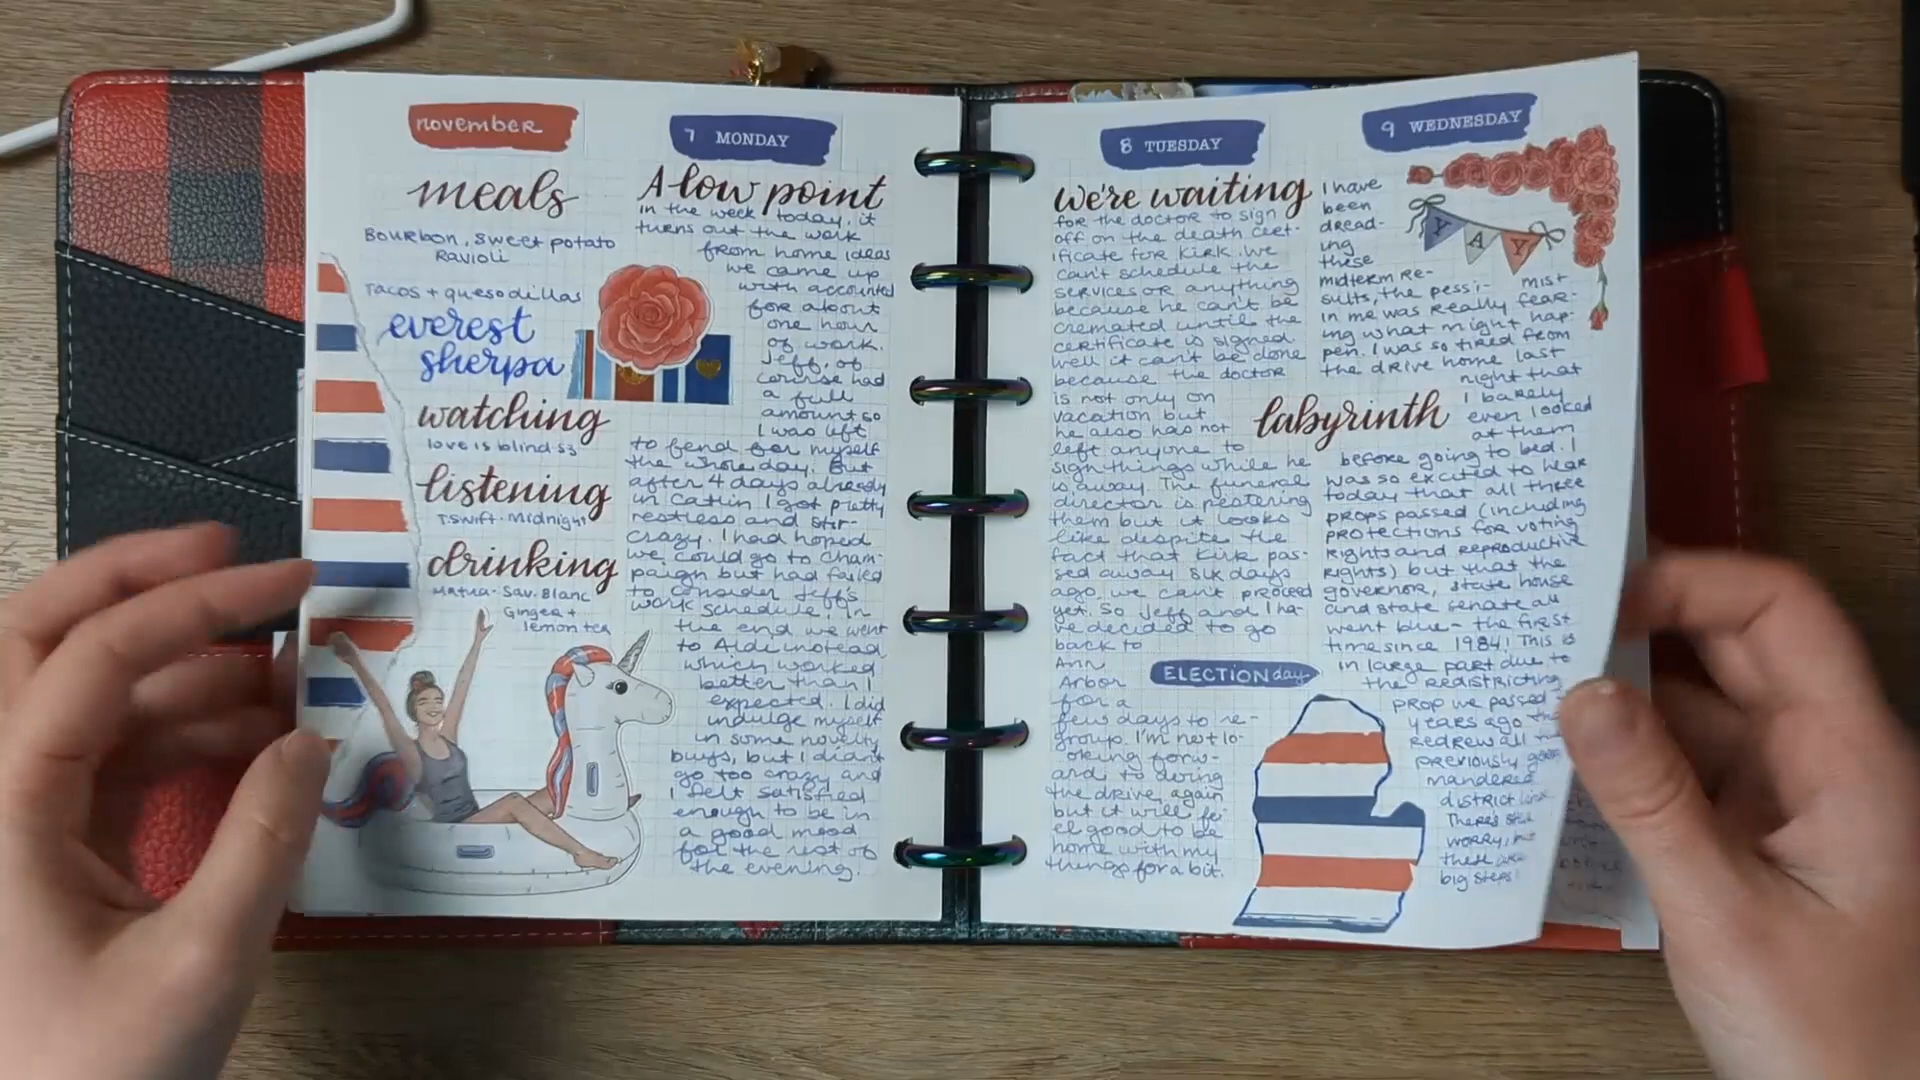 november
meals
Bourbon, sweet potato
Ravioli
Tacos + quesadillas
everest
sherpa
watching
love is blind S3
listening
T Swift - Midnight
drinking
Matua - Sav. Blanc
Ginger +
lemon tea
7 MONDAY
A low point
in the week today. it
turns out the work
from home ideas
we came up
with accounted
for about
one hour
of work.
Jeff, of
course had
a full
amount so
I was left
to fend for myself
the whole day. But
after 4 days already
in Catlin I got pretty
restless and stir-
crazy. I had hoped
we could go to Cham-
paign but had failed
to consider Jeff's
work schedule. In
the end we went
to Aldi instead
which worked
better than I
expected. I did
indulge myself
in some novelty
buys, but I didn't
go too crazy and
I felt satisfied
enough to be in
a good mood
for the rest of
the evening.
8 TUESDAY
we're waiting
for the doctor to sign
off on the death cert-
ificate for Kirk. We
can't schedule the
services or anything
because he can't be
cremated until the
certificate is signed.
well it can't be done
because the doctor
is not only on
vacation but
he also has not
left anyone to
sign things while he
is away. The funeral
director is pestering
them but it looks
like despite the
fact that Kirk pas-
sed away six days
ago, we can't proceed
yet. So Jeff and I ha-
ve decided to go
back to
Ann
Arbor
for a
few days to re-
group. I'm not lo-
oking forw-
ard to doing
the drive again
but it will fe-
el good to be
home with my
things for a bit.
ELECTION day
9 WEDNESDAY
YAY
I have
been
dread-
ing
these
midterm re-
sults, the pessi- mist
in me was really fear-
ing what might hap-
pen. I was so tired from
the drive home last
night that
I barely
even looked
at them
labyrinth
before going to bed. I
was so excited to hear
today that all three
props passed (including
protections for voting
rights and reproductive
rights) but that the
governor, state house
and state senate all
went blue - the first
time since 1984! This is
in large part due to
the redistricting
prop we passed
years ago
redrew all
previously
mandered
district
There's still
worry,
these are
big steps!